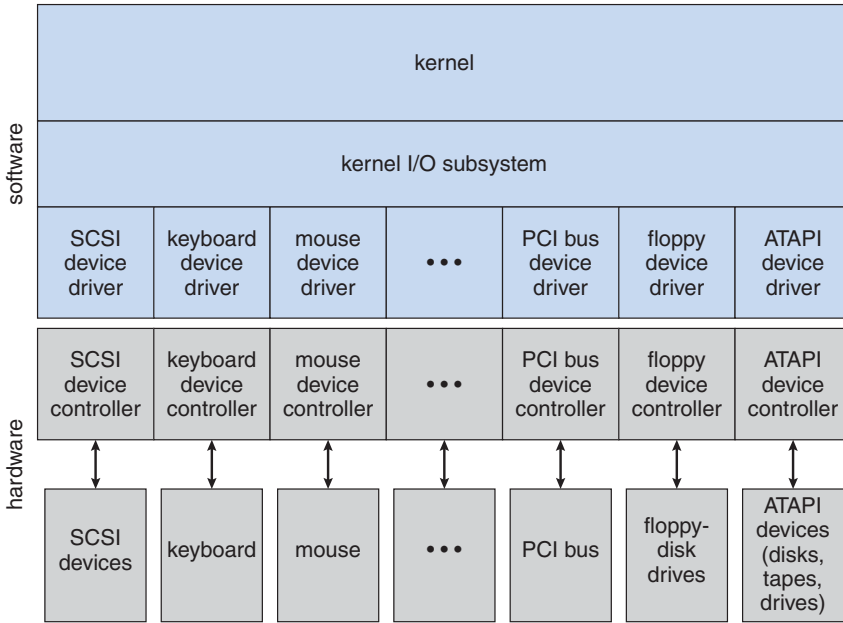 software
kernel
kernel I/O subsystem
SCSI
device
driver
keyboard
device
driver
mouse
device
driver
•••
PCI bus
device
driver
floppy
device
driver
ATAPI
device
driver
hardware
SCSI
device
controller
keyboard
device
controller
mouse
device
controller
•••
PCI bus
device
controller
floppy
device
controller
ATAPI
device
controller
SCSI
devices
keyboard
mouse
•••
PCI bus
floppy-
disk
drives
ATAPI
devices
(disks,
tapes,
drives)